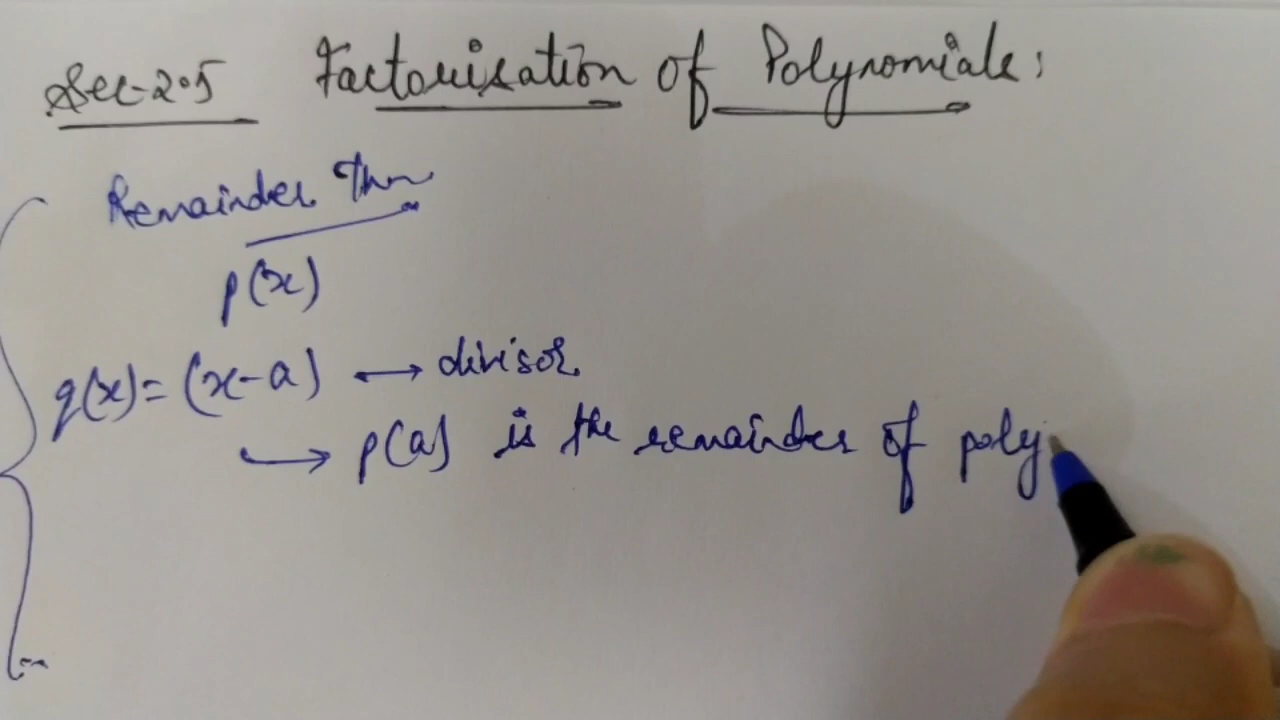 Sec-2.5 Factorisation of Polynomials:
Remainder Thm
p(x)
q(x)= (x-a) ⟷ divisor
→ p(a) is the remainder of poly